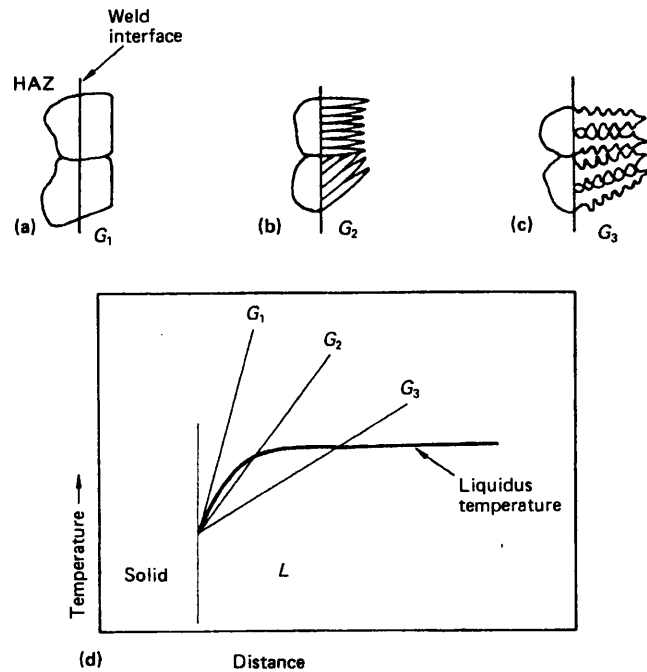 Weld
interface
HAZ
(a)
G1
(b)
G2
(c)
G3
G1
G2
G3
Liquidus
temperature
Temperature →
Solid
L
(d)
Distance